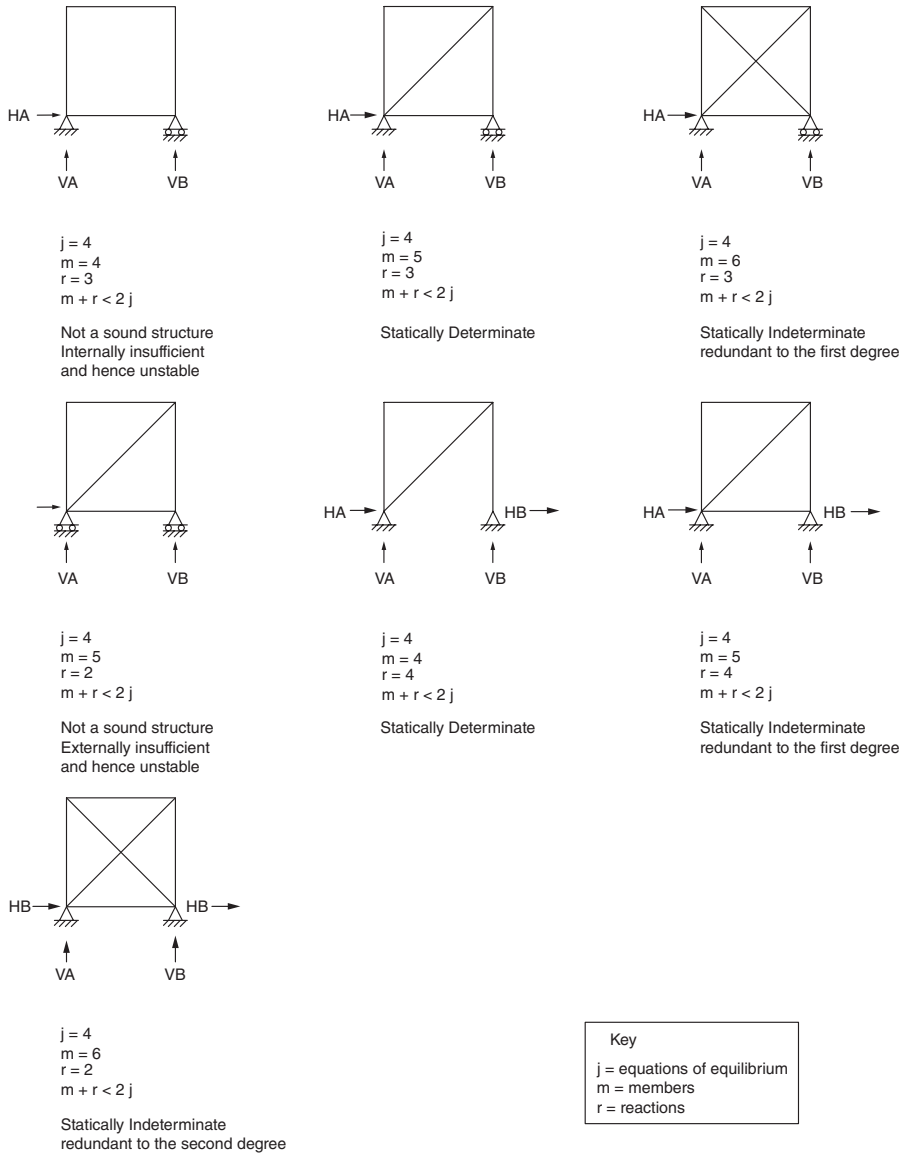 HA
VA
VB
j = 4
m = 4
r = 3
m + r < 2 j
Not a sound structure
Internally insufficient
and hence unstable
HA
VA
VB
j = 4
m = 5
r = 3
m + r < 2 j
Statically Determinate
HA
VA
VB
j = 4
m = 6
r = 3
m + r < 2 j
Statically Indeterminate
redundant to the first degree
VA
VB
j = 4
m = 5
r = 2
m + r < 2 j
Not a sound structure
Externally insufficient
and hence unstable
HA
HB
VA
VB
j = 4
m = 4
r = 4
m + r < 2 j
Statically Determinate
HA
HB
VA
VB
j = 4
m = 5
r = 4
m + r < 2 j
Statically Indeterminate
redundant to the first degree
HB
HB
VA
VB
j = 4
m = 6
r = 2
m + r < 2 j
Statically Indeterminate
redundant to the second degree
Key
j = equations of equilibrium
m = members
r = reactions